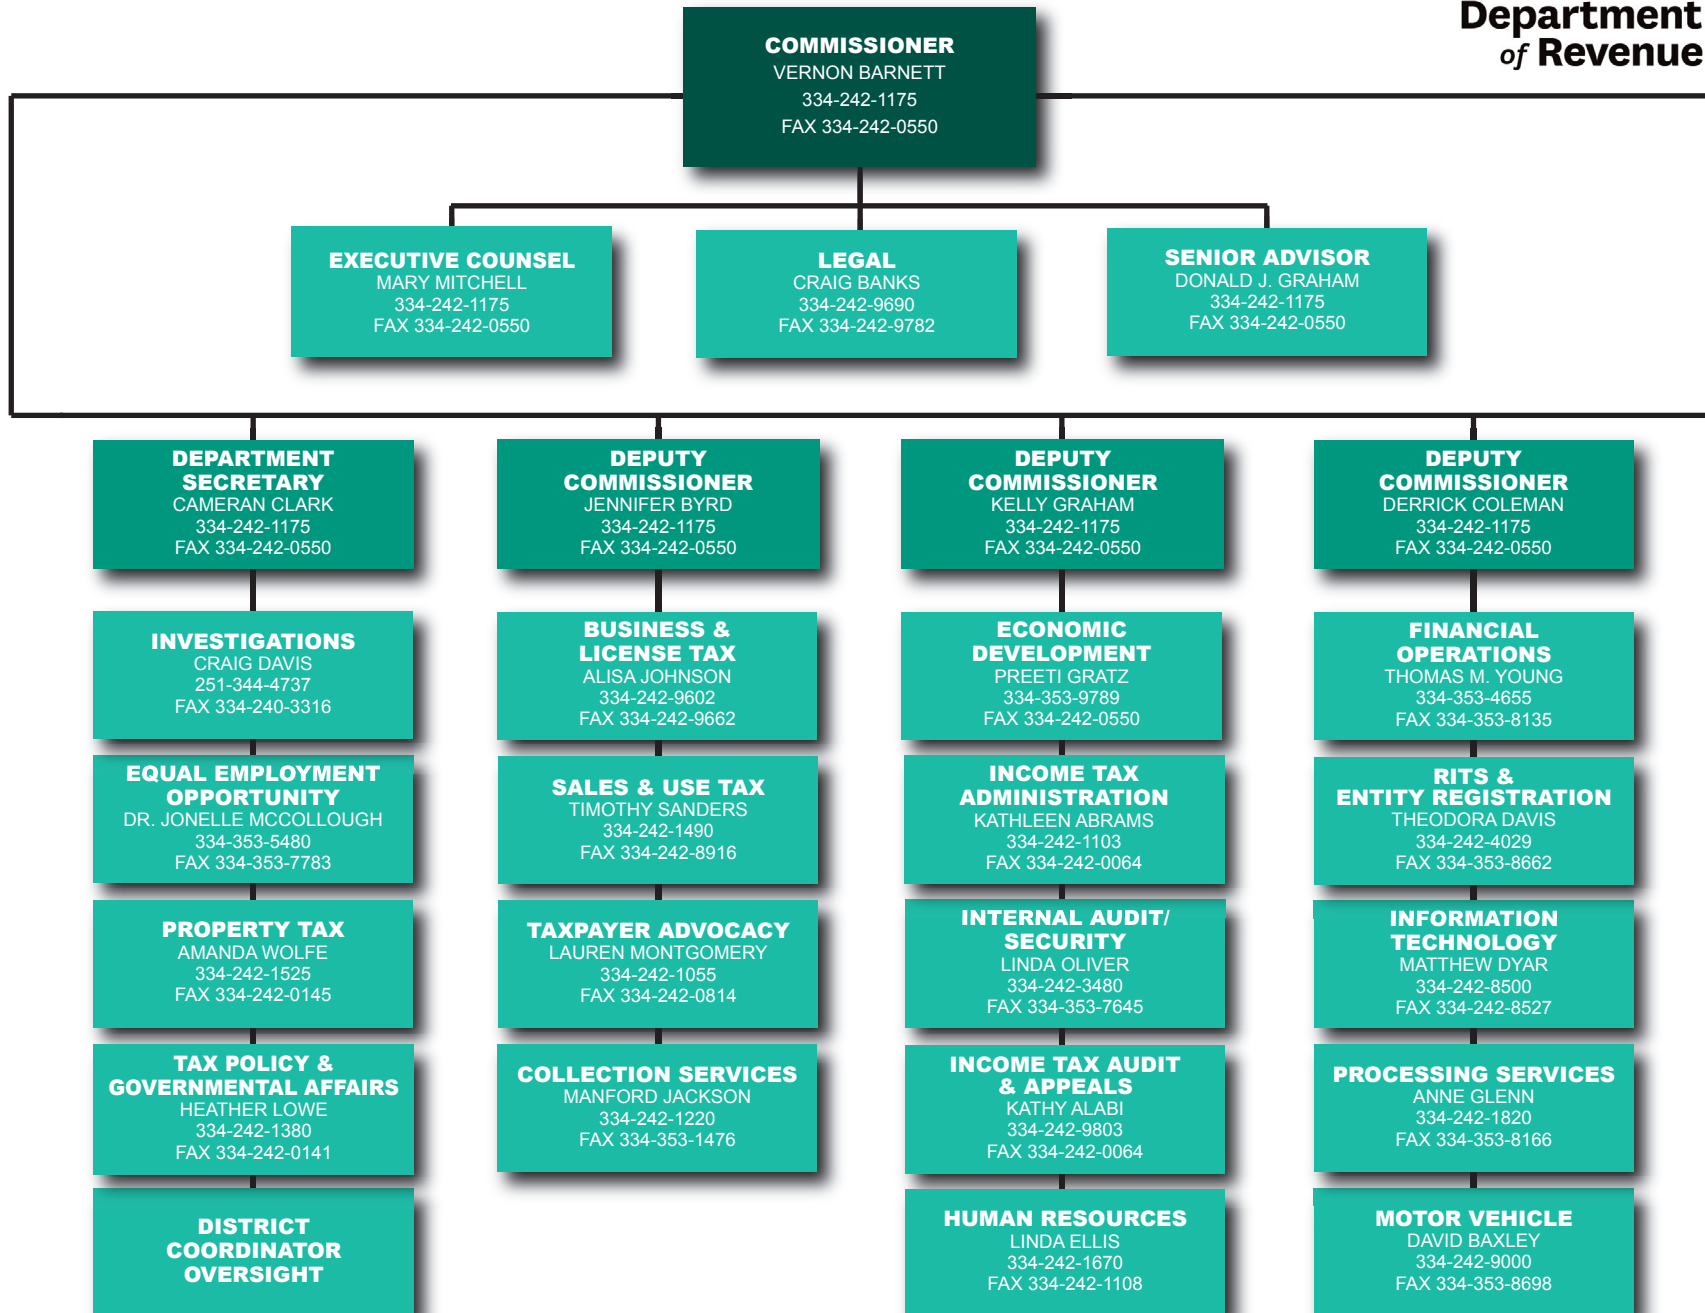 Department
of Revenue
COMMISSIONER
VERNON BARNETT
334-242-1175
FAX 334-242-0550
EXECUTIVE COUNSEL
MARY MITCHELL
334-242-1175
FAX 334-242-0550
LEGAL
CRAIG BANKS
334-242-9690
FAX 334-242-9782
SENIOR ADVISOR
DONALD J. GRAHAM
334-242-1175
FAX 334-242-0550
DEPARTMENT
SECRETARY
CAMERAN CLARK
334-242-1175
FAX 334-242-0550
INVESTIGATIONS
CRAIG DAVIS
251-344-4737
FAX 334-240-3316
EQUAL EMPLOYMENT
OPPORTUNITY
DR. JONELLE MCCOLLOUGH
334-353-5480
FAX 334-353-7783
PROPERTY TAX
AMANDA WOLFE
334-242-1525
FAX 334-242-0145
TAX POLICY &
GOVERNMENTAL AFFAIRS
HEATHER LOWE
334-242-1380
FAX 334-242-0141
DISTRICT
COORDINATOR
OVERSIGHT
DEPUTY
COMMISSIONER
JENNIFER BYRD
334-242-1175
FAX 334-242-0550
BUSINESS &
LICENSE TAX
ALISA JOHNSON
334-242-9602
FAX 334-242-9662
SALES & USE TAX
TIMOTHY SANDERS
334-242-1490
FAX 334-242-8916
TAXPAYER ADVOCACY
LAUREN MONTGOMERY
334-242-1055
FAX 334-242-0814
COLLECTION SERVICES
MANFORD JACKSON
334-242-1220
FAX 334-353-1476
DEPUTY
COMMISSIONER
KELLY GRAHAM
334-242-1175
FAX 334-242-0550
ECONOMIC
DEVELOPMENT
PREETI GRATZ
334-353-9789
FAX 334-242-0550
INCOME TAX
ADMINISTRATION
KATHLEEN ABRAMS
334-242-1103
FAX 334-242-0064
INTERNAL AUDIT/
SECURITY
LINDA OLIVER
334-242-3480
FAX 334-353-7645
INCOME TAX AUDIT
& APPEALS
KATHY ALABI
334-242-9803
FAX 334-242-0064
HUMAN RESOURCES
LINDA ELLIS
334-242-1670
FAX 334-242-1108
DEPUTY
COMMISSIONER
DERRICK COLEMAN
334-242-1175
FAX 334-242-0550
FINANCIAL
OPERATIONS
THOMAS M. YOUNG
334-353-4655
FAX 334-353-8135
RITS &
ENTITY REGISTRATION
THEODORA DAVIS
334-242-4029
FAX 334-353-8662
INFORMATION
TECHNOLOGY
MATTHEW DYAR
334-242-8500
FAX 334-242-8527
PROCESSING SERVICES
ANNE GLENN
334-242-1820
FAX 334-353-8166
MOTOR VEHICLE
DAVID BAXLEY
334-242-9000
FAX 334-353-8698